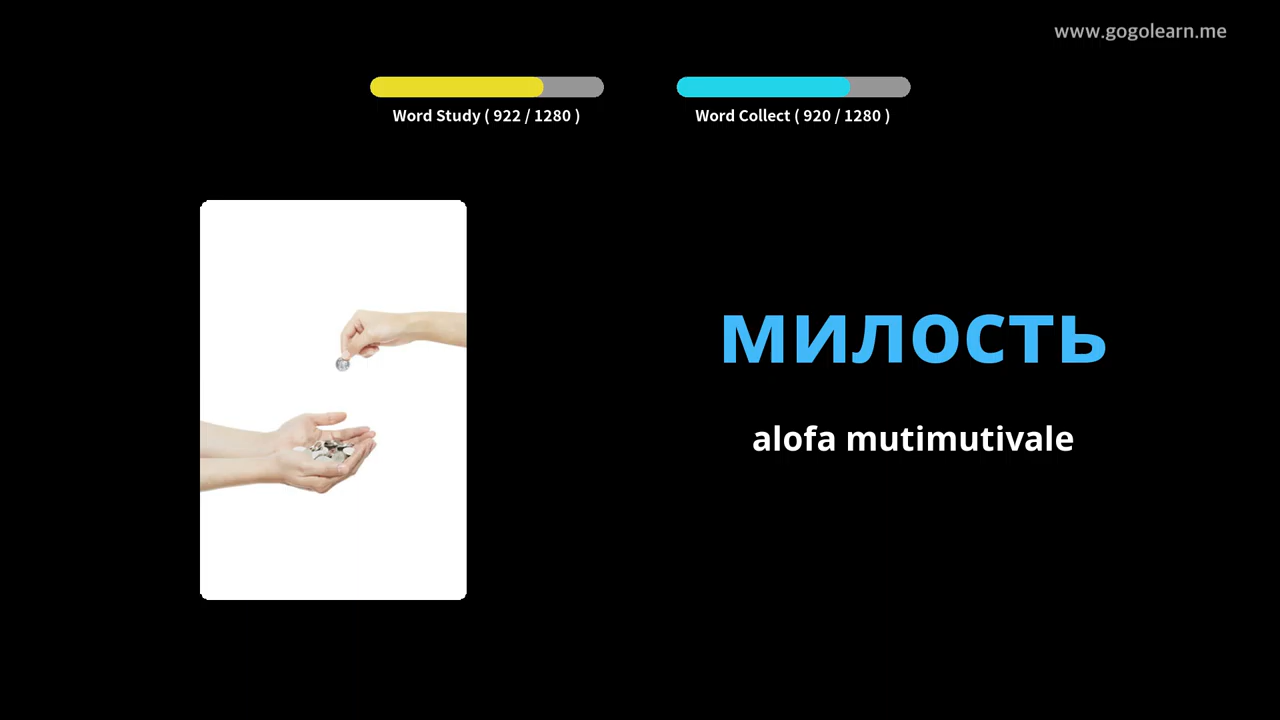 www.gogolearn.me
Word Study ( 922 / 1280 )
Word Collect ( 920 / 1280 )
милость
alofa mutimutivale